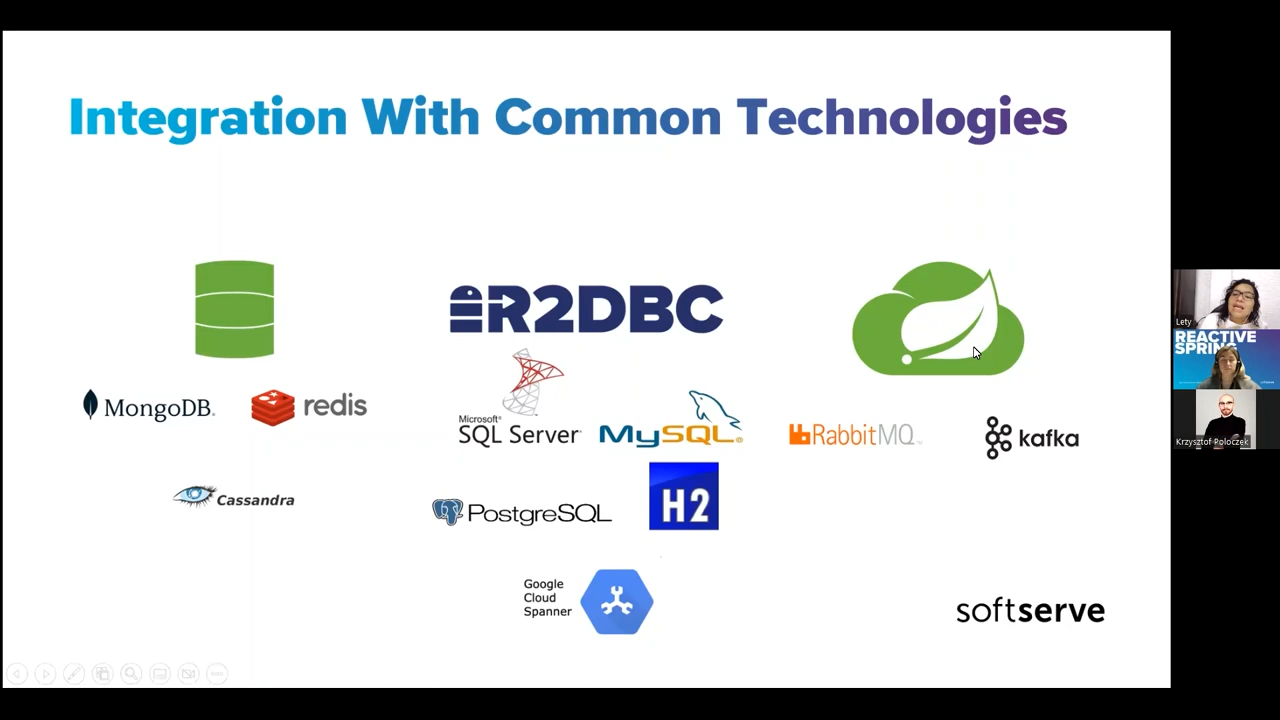 Integration With Common Technologies
R2DBC
MongoDB
redis
Microsoft
SQL Server
MySQL
RabbitMQ
kafka
Cassandra
PostgreSQL
H2
Google
Cloud
Spanner
softserve
Lety
REACTIVE
SPRING
Krzysztof Poloczek